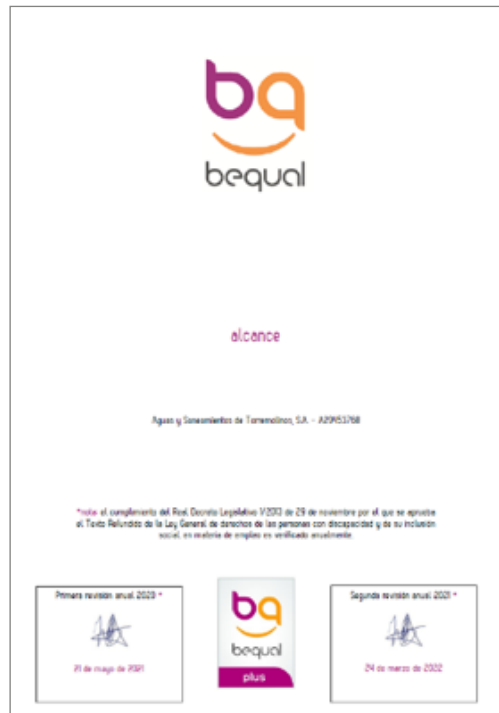 bq
bequal
alcance
Aguas y Saneamientos de Torremolinos, S.A. - A29453768
*nota: el cumplimiento del Real Decreto Legislativo 1/2013 de 29 de noviembre por el que se aprueba
el Texto Refundido de la Ley General de derechos de las personas con discapacidad y de su inclusión
social, en materia de empleo es verificado anualmente.
Primera revisión anual 2020 *
21 de mayo de 2021
bq
bequal
plus
Segunda revisión anual 2021 *
24 de marzo de 2022